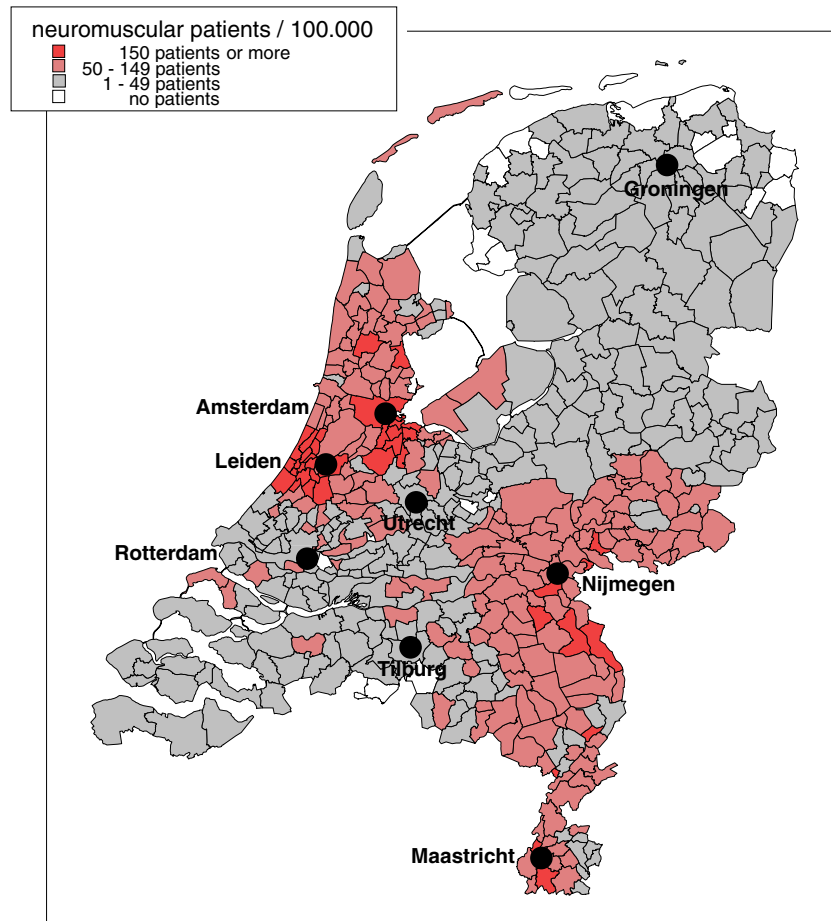 neuromuscular patients / 100.000
150 patients or more
50 - 149 patients
1 - 49 patients
no patients
Groningen
Amsterdam
Leiden
Utrecht
Rotterdam
Nijmegen
Tilburg
Maastricht